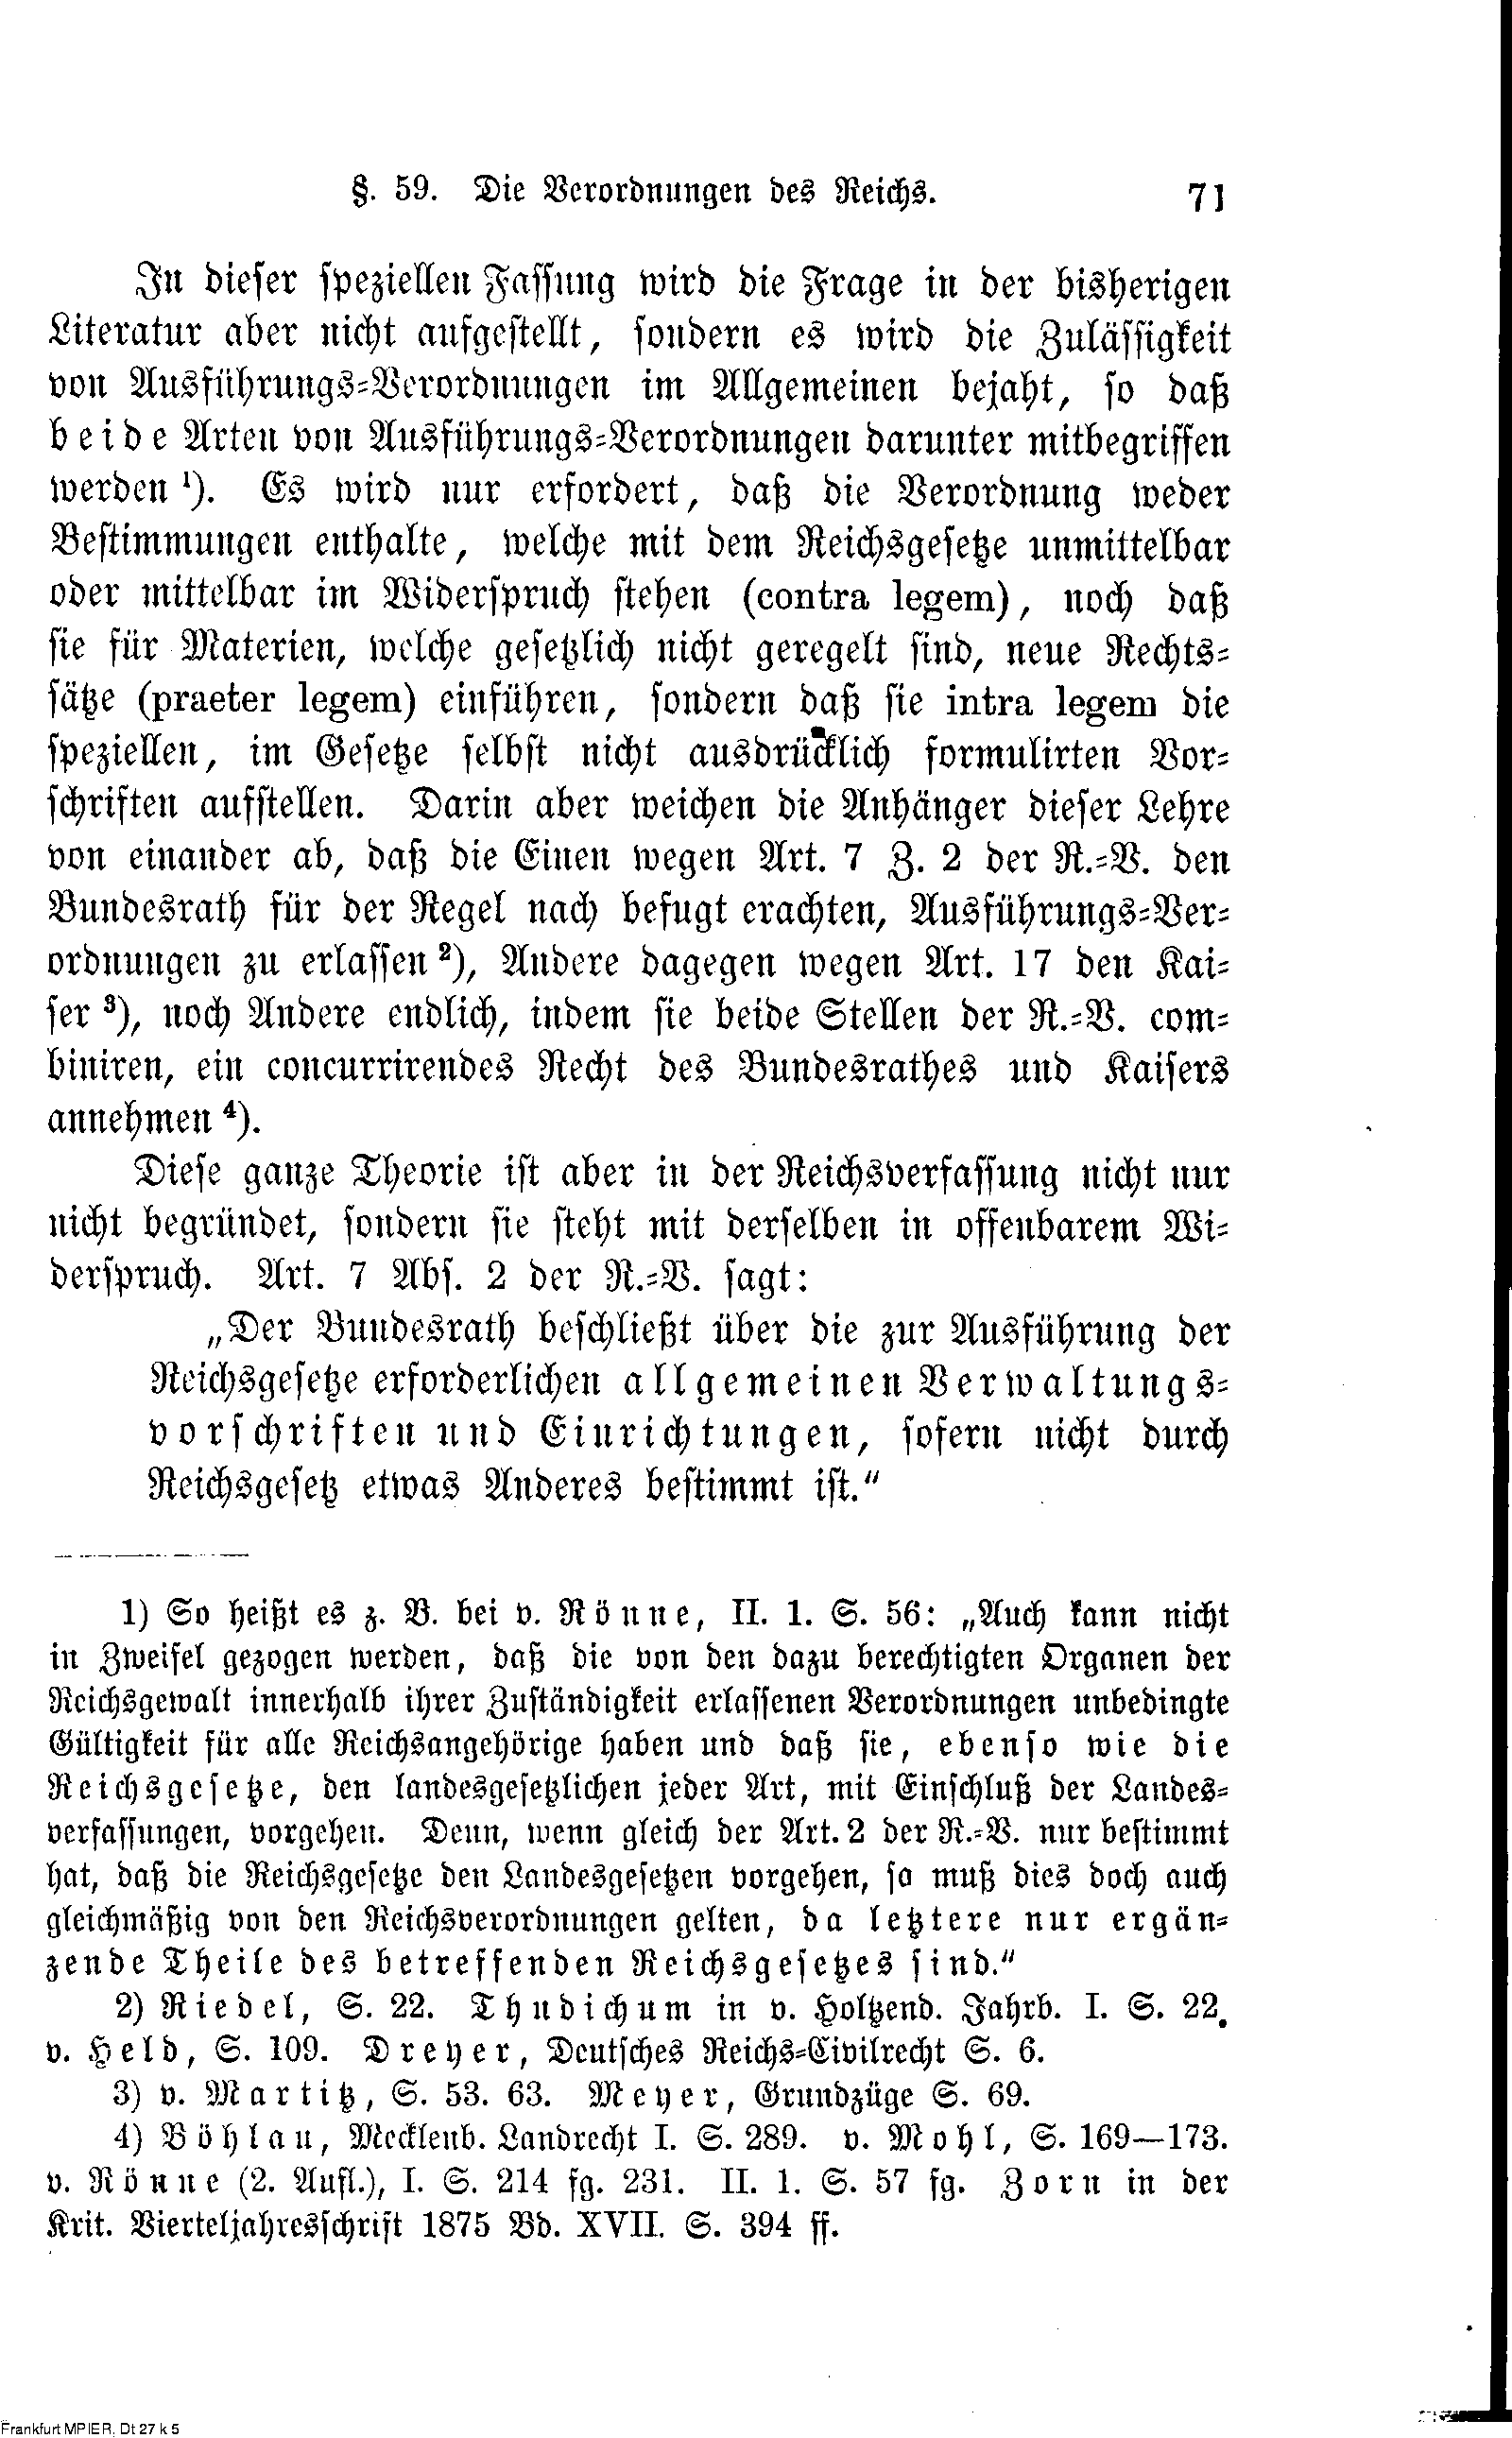 §. 59. Die Verordnungen des Reichs. 71
In dieser speziellen Fassung wird die Frage in der bisherigen
Literatur aber nicht aufgestellt, sondern es wird die Zulässigkeit
von Ausführungs-Verordnungen im Allgemeinen bejaht, so daß
beide Arten von Ausführungs-Verordnungen darunter mitbegriffen
werden ¹). Es wird nur erfordert, daß die Verordnung weder
Bestimmungen enthalte, welche mit dem Reichsgesetze unmittelbar
oder mittelbar im Widerspruch stehen (contra legem), noch daß
sie für Materien, welche gesetzlich nicht geregelt sind, neue Rechts-
sätze (praeter legem) einführen, sondern daß sie intra legem die
speziellen, im Gesetze selbst nicht ausdrücklich formulirten Vor-
schriften aufstellen. Darin aber weichen die Anhänger dieser Lehre
von einander ab, daß die Einen wegen Art. 7 Z. 2 der R.-V. den
Bundesrath für der Regel nach befugt erachten, Ausführungs-Ver-
ordnungen zu erlassen ²), Andere dagegen wegen Art. 17 den Kai-
ser ³), noch Andere endlich, indem sie beide Stellen der R.-V. com-
biniren, ein concurrirendes Recht des Bundesrathes und Kaisers
annehmen ⁴).
Diese ganze Theorie ist aber in der Reichsverfassung nicht nur
nicht begründet, sondern sie steht mit derselben in offenbarem Wi-
derspruch. Art. 7 Abs. 2 der R.-V. sagt:
„Der Bundesrath beschließt über die zur Ausführung der
Reichsgesetze erforderlichen allgemeinen Verwaltungs-
vorschriften und Einrichtungen, sofern nicht durch
Reichsgesetz etwas Anderes bestimmt ist.“
1) So heißt es z. B. bei v. Rönne, II. 1. S. 56: „Auch kann nicht
in Zweifel gezogen werden, daß die von den dazu berechtigten Organen der
Reichsgewalt innerhalb ihrer Zuständigkeit erlassenen Verordnungen unbedingte
Gültigkeit für alle Reichsangehörige haben und daß sie, ebenso wie die
Reichsgesetze, den landesgesetzlichen jeder Art, mit Einschluß der Landes-
verfassungen, vorgehen. Denn, wenn gleich der Art. 2 der R.-V. nur bestimmt
hat, daß die Reichsgesetze den Landesgesetzen vorgehen, so muß dies doch auch
gleichmäßig von den Reichsverordnungen gelten, da letztere nur ergän-
zende Theile des betreffenden Reichsgesetzes sind.“
2) Riedel, S. 22. Thudichum in v. Holtzend. Jahrb. I. S. 22.
v. Held, S. 109. Dreyer, Deutsches Reichs-Civilrecht S. 6.
3) v. Martitz, S. 53. 63. Meyer, Grundzüge S. 69.
4) Böhlau, Mecklenb. Landrecht I. S. 289. v. Mohl, S. 169—173.
v. Rönne (2. Aufl.), I. S. 214 fg. 231. II. 1. S. 57 fg. Zorn in der
Krit. Vierteljahresschrift 1875 Bd. XVII. S. 394 ff.
Frankfurt MPIER, Dt 27 k 5